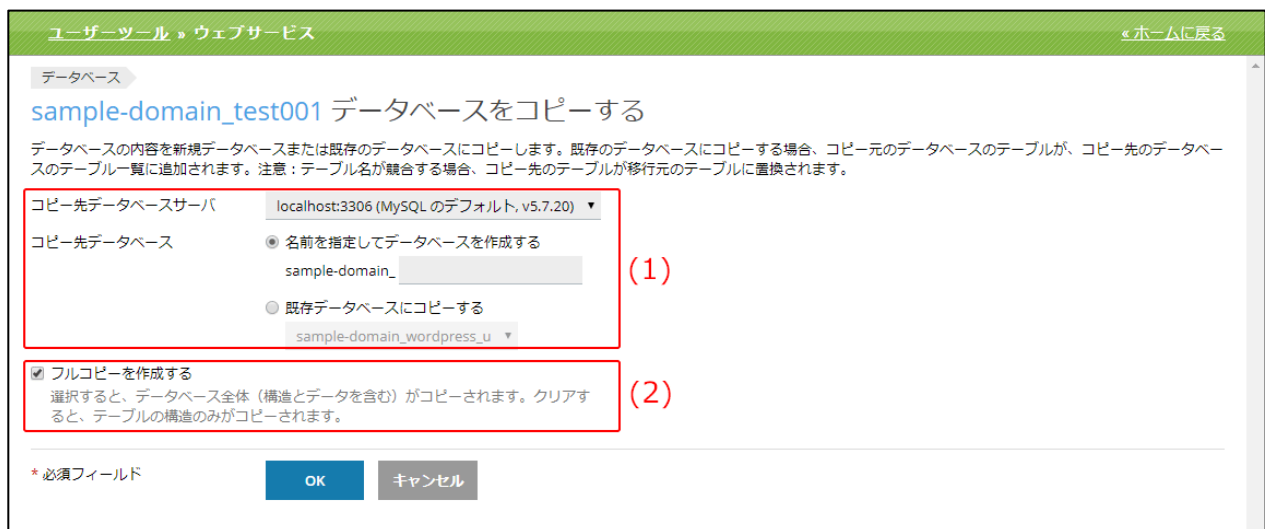 ユーザーツール » ウェブサービス
« ホームに戻る
データベース
sample-domain_test001 データベースをコピーする
データベースの内容を新規データベースまたは既存のデータベースにコピーします。既存のデータベースにコピーする場合、コピー元のデータベースのテーブルが、コピー先のデータベー
スのテーブル一覧に追加されます。注意：テーブル名が競合する場合、コピー先のテーブルが移行元のテーブルに置換されます。
コピー先データベースサーバ localhost:3306 (MySQL のデフォルト, v5.7.20)
コピー先データベース 名前を指定してデータベースを作成する
sample-domain_
(1)
既存データベースにコピーする
sample-domain_wordpress_u
フルコピーを作成する
(2)
選択すると、データベース全体（構造とデータを含む）がコピーされます。クリアす
ると、テーブルの構造のみがコピーされます。
* 必須フィールド OK キャンセル